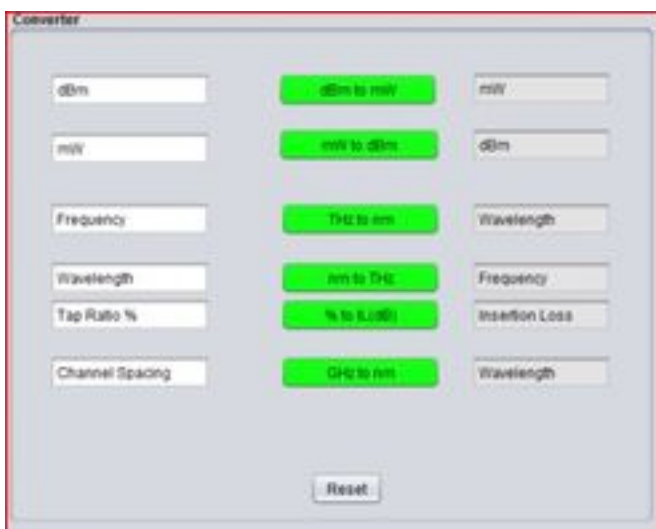 Converter
dBm dBm to mW mW
mW mW to dBm dBm
Frequency THz to nm Wavelength
Wavelength nm to THz Frequency
Tap Ratio % % to IL(dB) Insertion Loss
Channel Spacing GHz to nm Wavelength
Reset